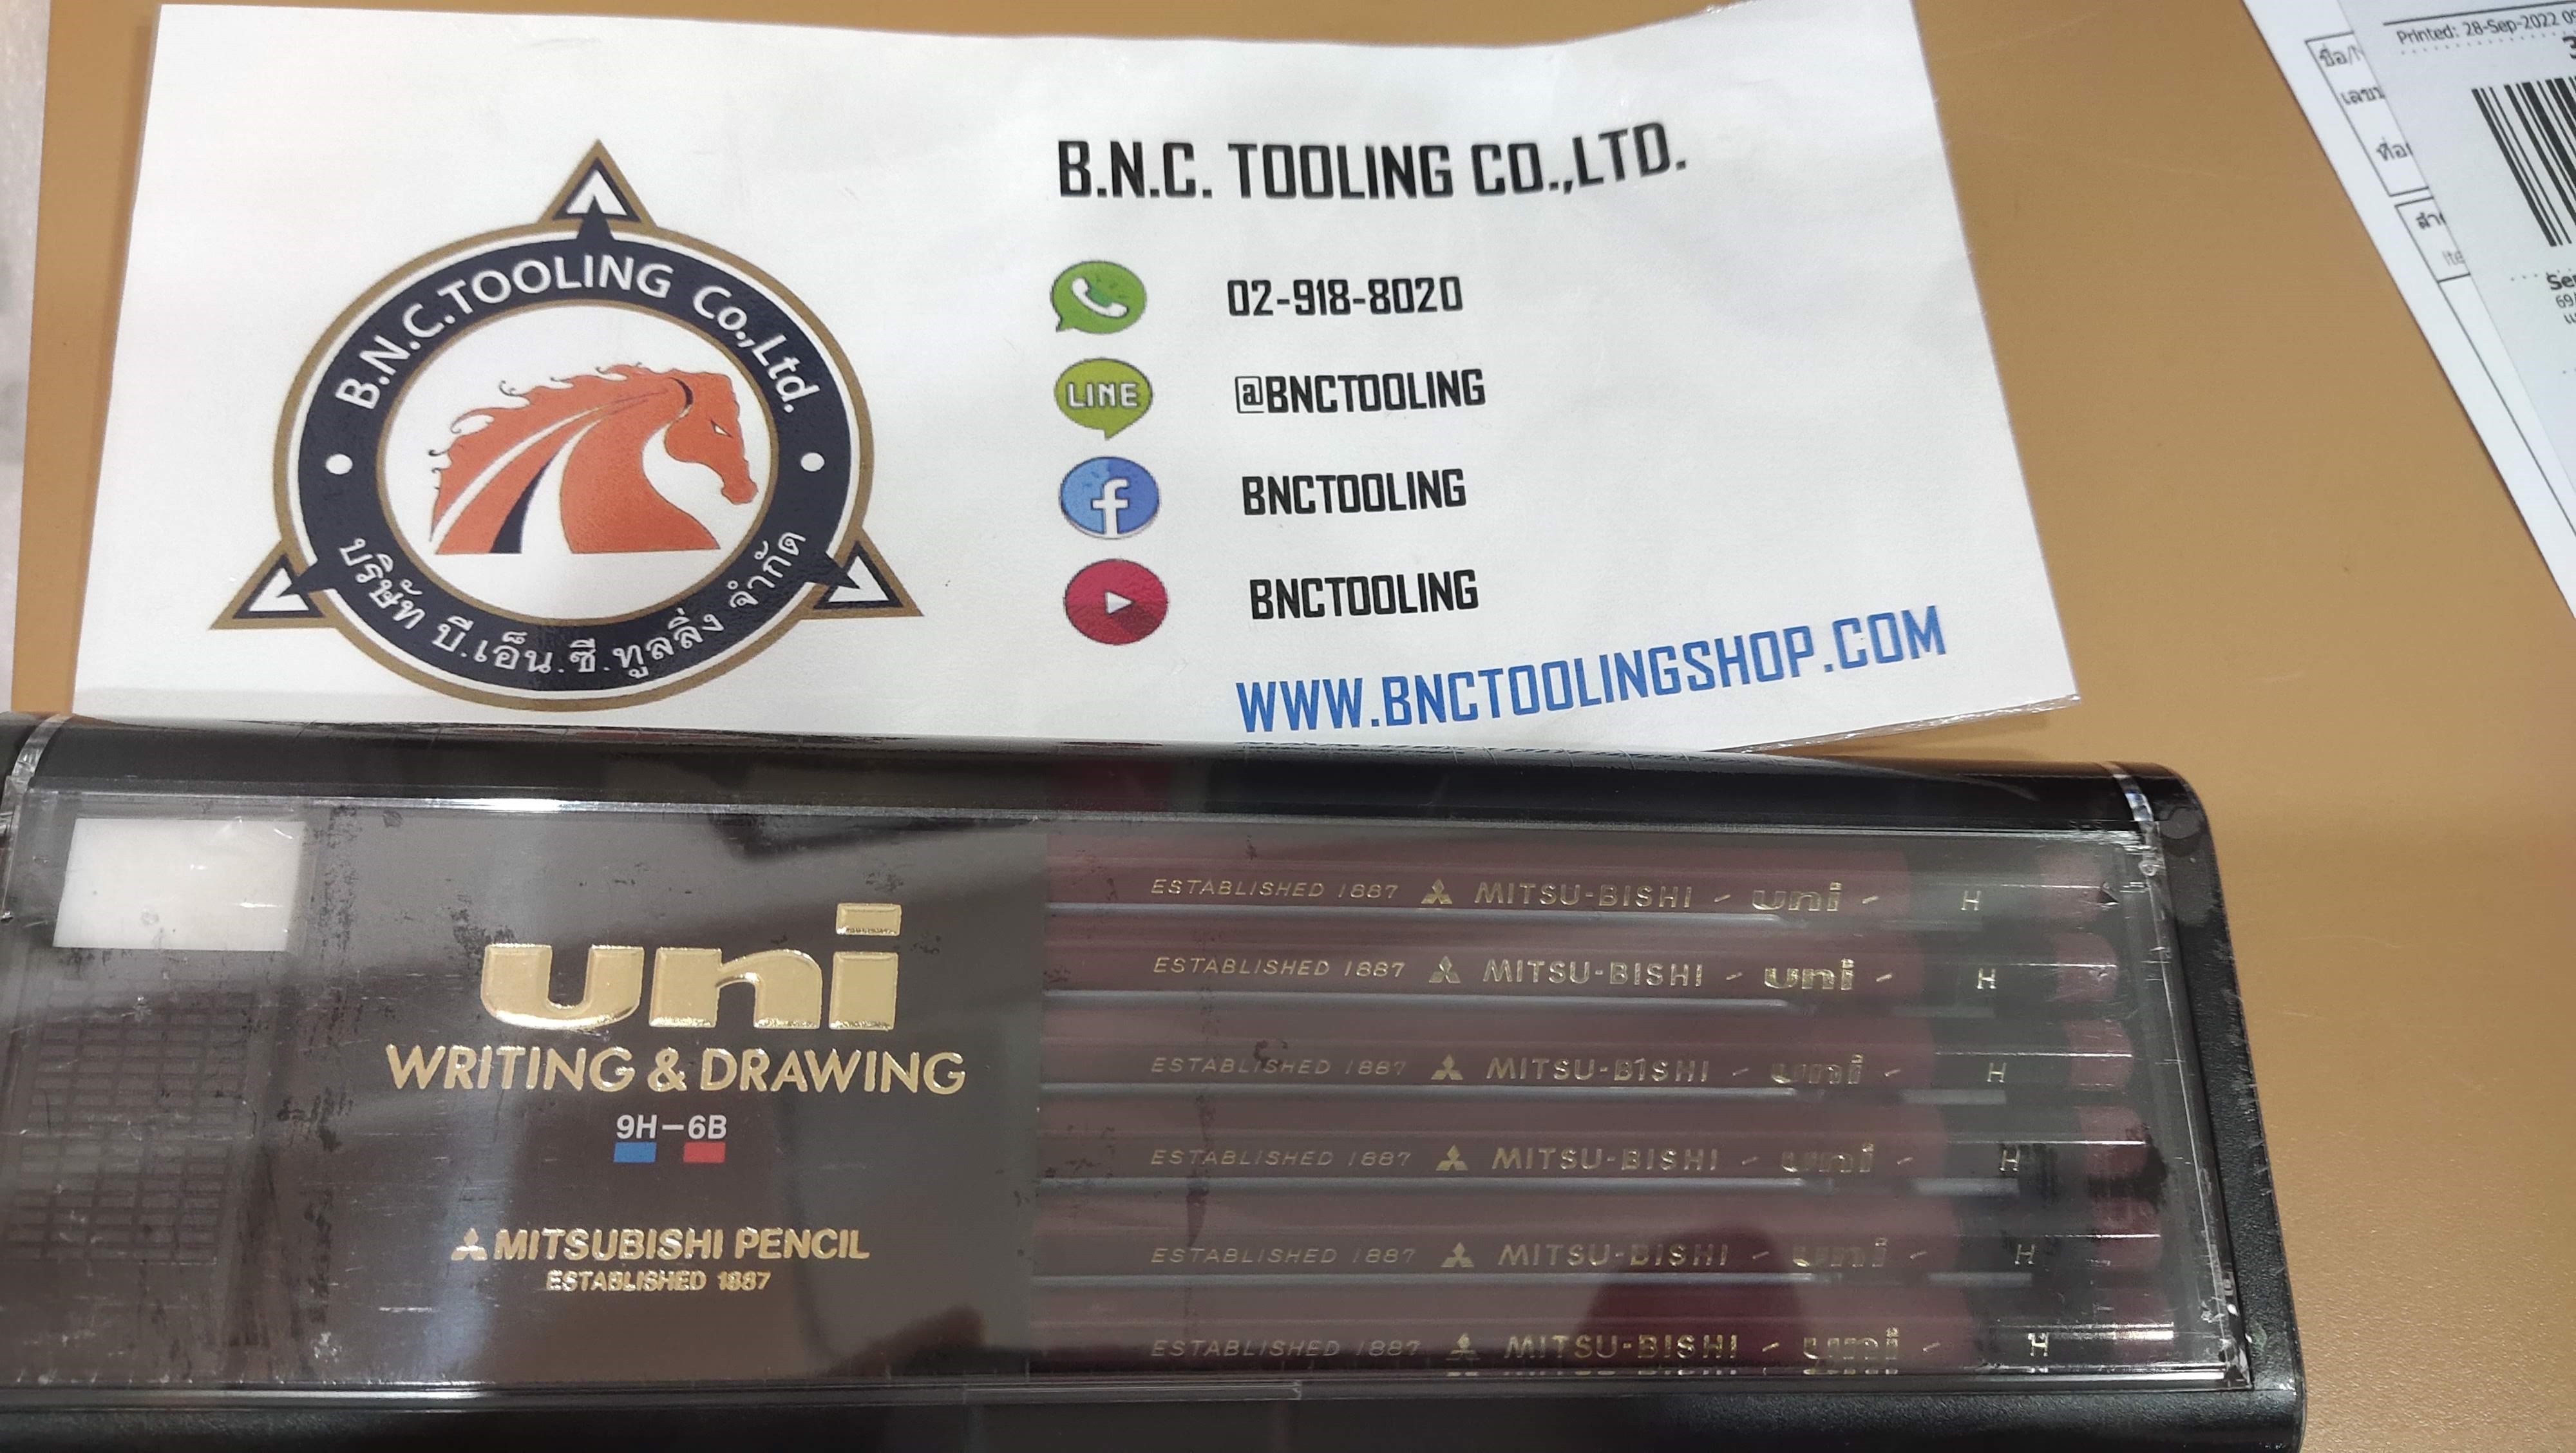 B.N.C. TOOLING CO.,LTD.
02-918-8020
LINE @BNCTOOLING
BNCTOOLING
BNCTOOLING
WWW.BNCTOOLINGSHOP.COM
B.N.C.TOOLING Co.,Ltd.
บริษัท บี.เอ็น.ซี.ทูลลิ่ง จำกัด
Printed: 28-Sep-2022
uni
WRITING & DRAWING
9H–6B
MITSUBISHI PENCIL
ESTABLISHED 1887
ESTABLISHED 1887 MITSU-BISHI - uni - H
ESTABLISHED 1887 MITSU-BISHI - uni - H
ESTABLISHED 1887 MITSU-BISHI - uni - H
ESTABLISHED 1887 MITSU-BISHI - uni - H
ESTABLISHED 1887 MITSU-BISHI - uni - H
ESTABLISHED 1887 MITSU-BISHI - uni - H